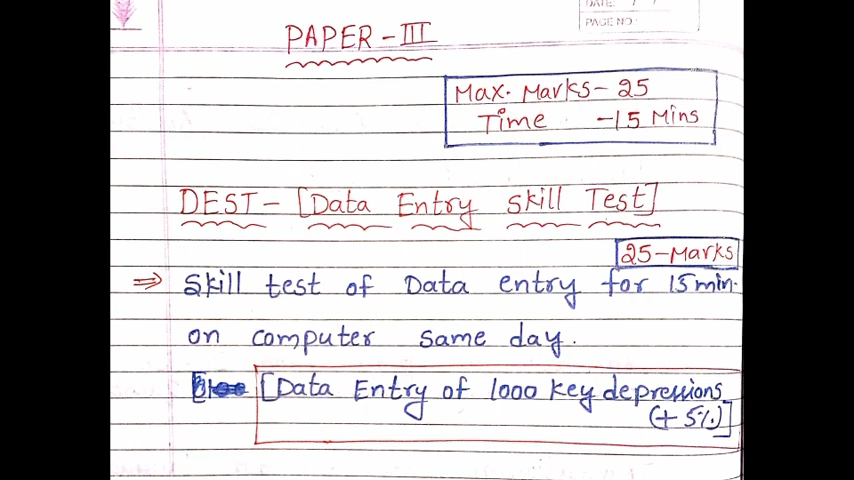 DATE: / /
PAGE NO:
PAPER-III
Max. Marks-25
Time -15 Mins
DEST-[Data Entry Skill Test]
25-Marks
⇒ Skill test of Data entry for 15 min.
on computer same day.
[Data Entry of 1000 key depressions
(+ 5%)]